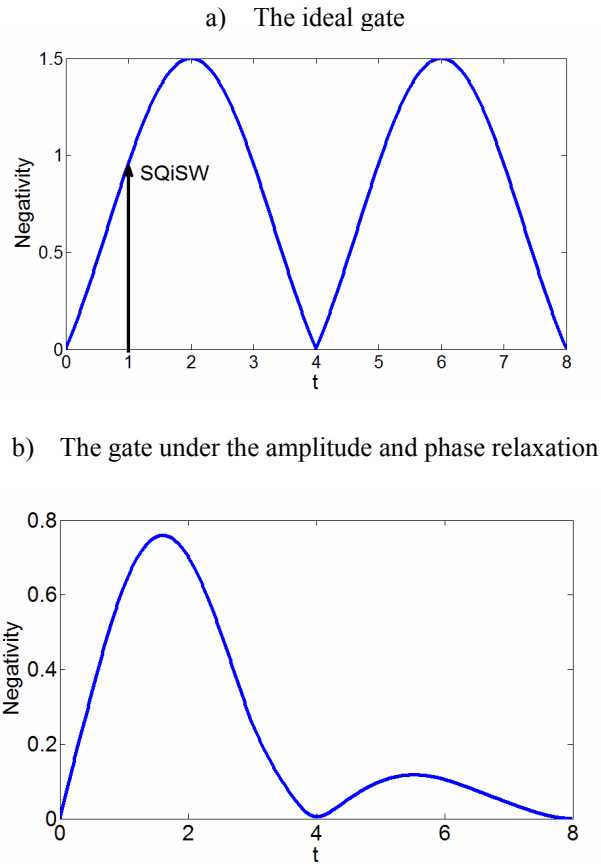 a) The ideal gate
1.5
1
0.5
0
Negativity
SQiSW
0 1 2 3 4 5 6 7 8
t
b) The gate under the amplitude and phase relaxation
0.8
0.6
0.4
0.2
0
Negativity
0 2 4 6 8
t